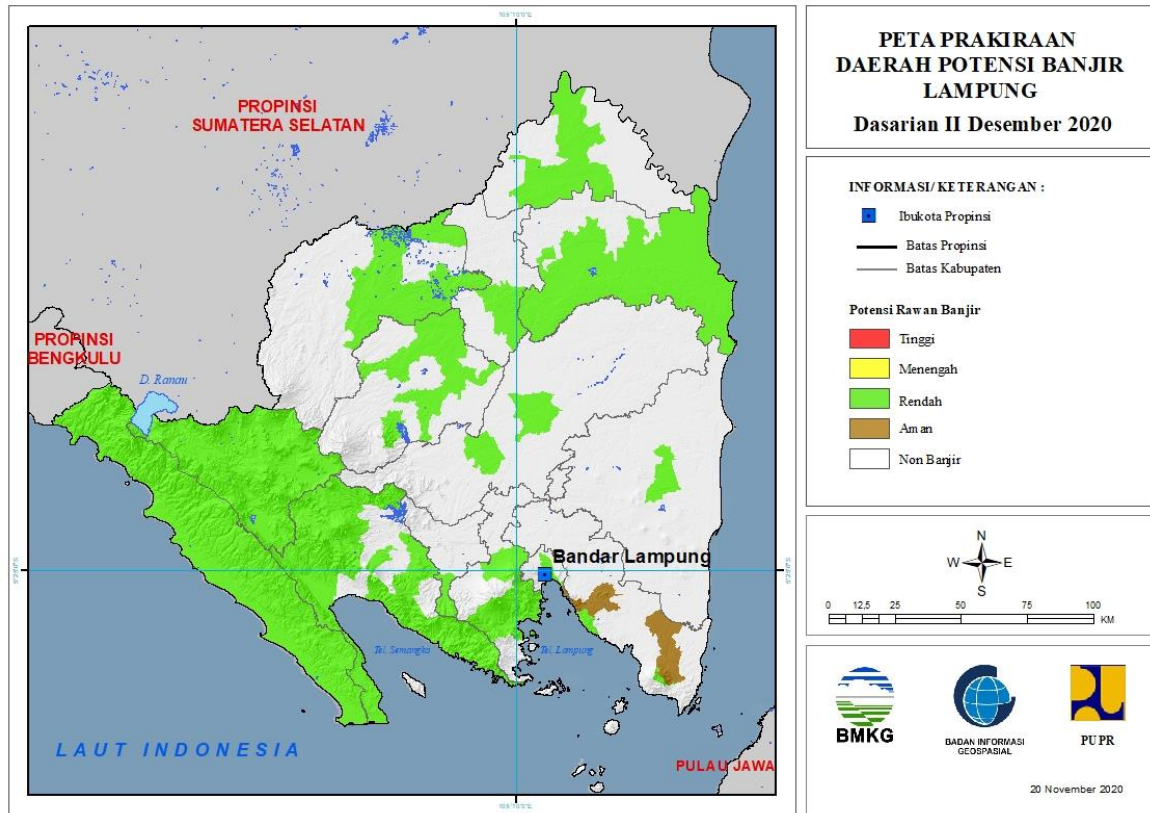 PROPINSI
SUMATERA SELATAN
PROPINSI
BENGKULU
D. Ranau
Bandar Lampung
Tel. Semangka
Tel. Lampung
LAUT INDONESIA
PULAU JAWA
PETA PRAKIRAAN
DAERAH POTENSI BANJIR
LAMPUNG
Dasarian II Desember 2020
INFORMASI/ KETERANGAN :
Ibukota Propinsi
Batas Propinsi
Batas Kabupaten
Potensi Rawan Banjir
Tinggi
Menengah
Rendah
Aman
Non Banjir
N
W E
S
0 12,5 25 50 75 100
KM
BMKG
BADAN INFORMASI
GEOSPASIAL
PUPR
20 November 2020